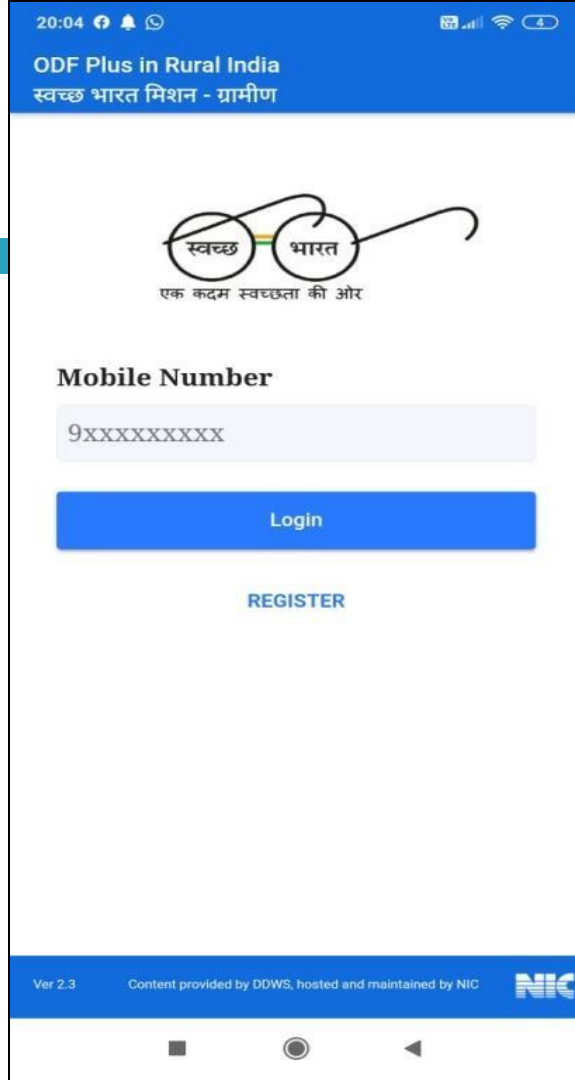 20:04
4
ODF Plus in Rural India
स्वच्छ भारत मिशन - ग्रामीण
स्वच्छ भारत
एक कदम स्वच्छता की ओर
Mobile Number
9xxxxxxxxx
Login
REGISTER
Ver 2.3 Content provided by DDWS, hosted and maintained by NIC NIC